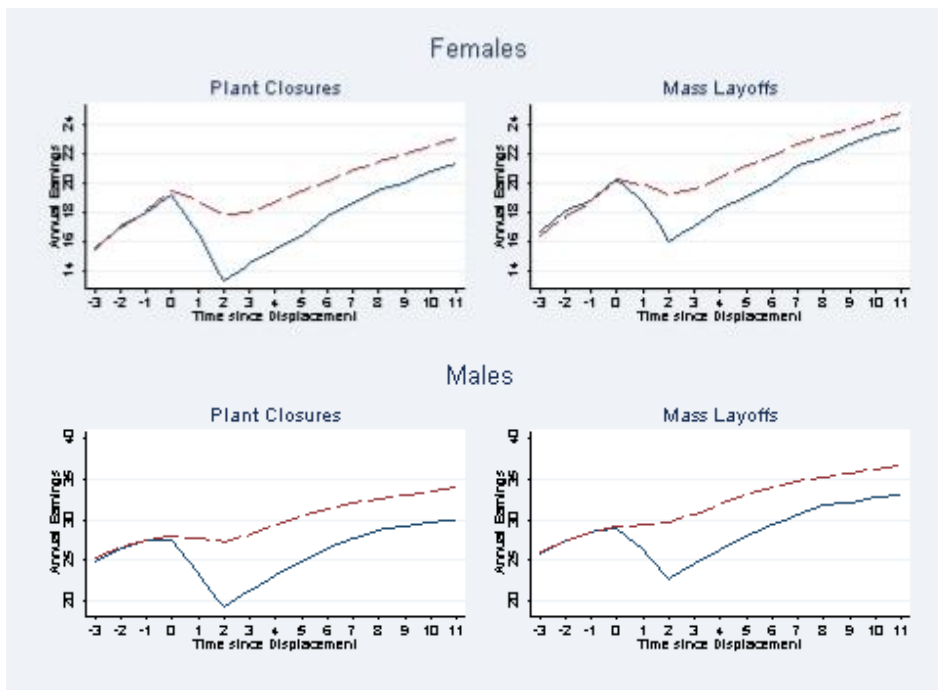 Females
Plant Closures
Mass Layoffs
Annual Earnings
14 16 18 20 22 24
-3 -2 -1 0 1 2 3 4 5 6 7 8 9 10 11
Time since Displacement
Annual Earnings
14 16 18 20 22 24
-3 -2 -1 0 1 2 3 4 5 6 7 8 9 10 11
Time since Displacement
Males
Plant Closures
Mass Layoffs
Annual Earnings
20 25 30 35 40
-3 -2 -1 0 1 2 3 4 5 6 7 8 9 10 11
Time since Displacement
Annual Earnings
20 25 30 35 40
-3 -2 -1 0 1 2 3 4 5 6 7 8 9 10 11
Time since Displacement